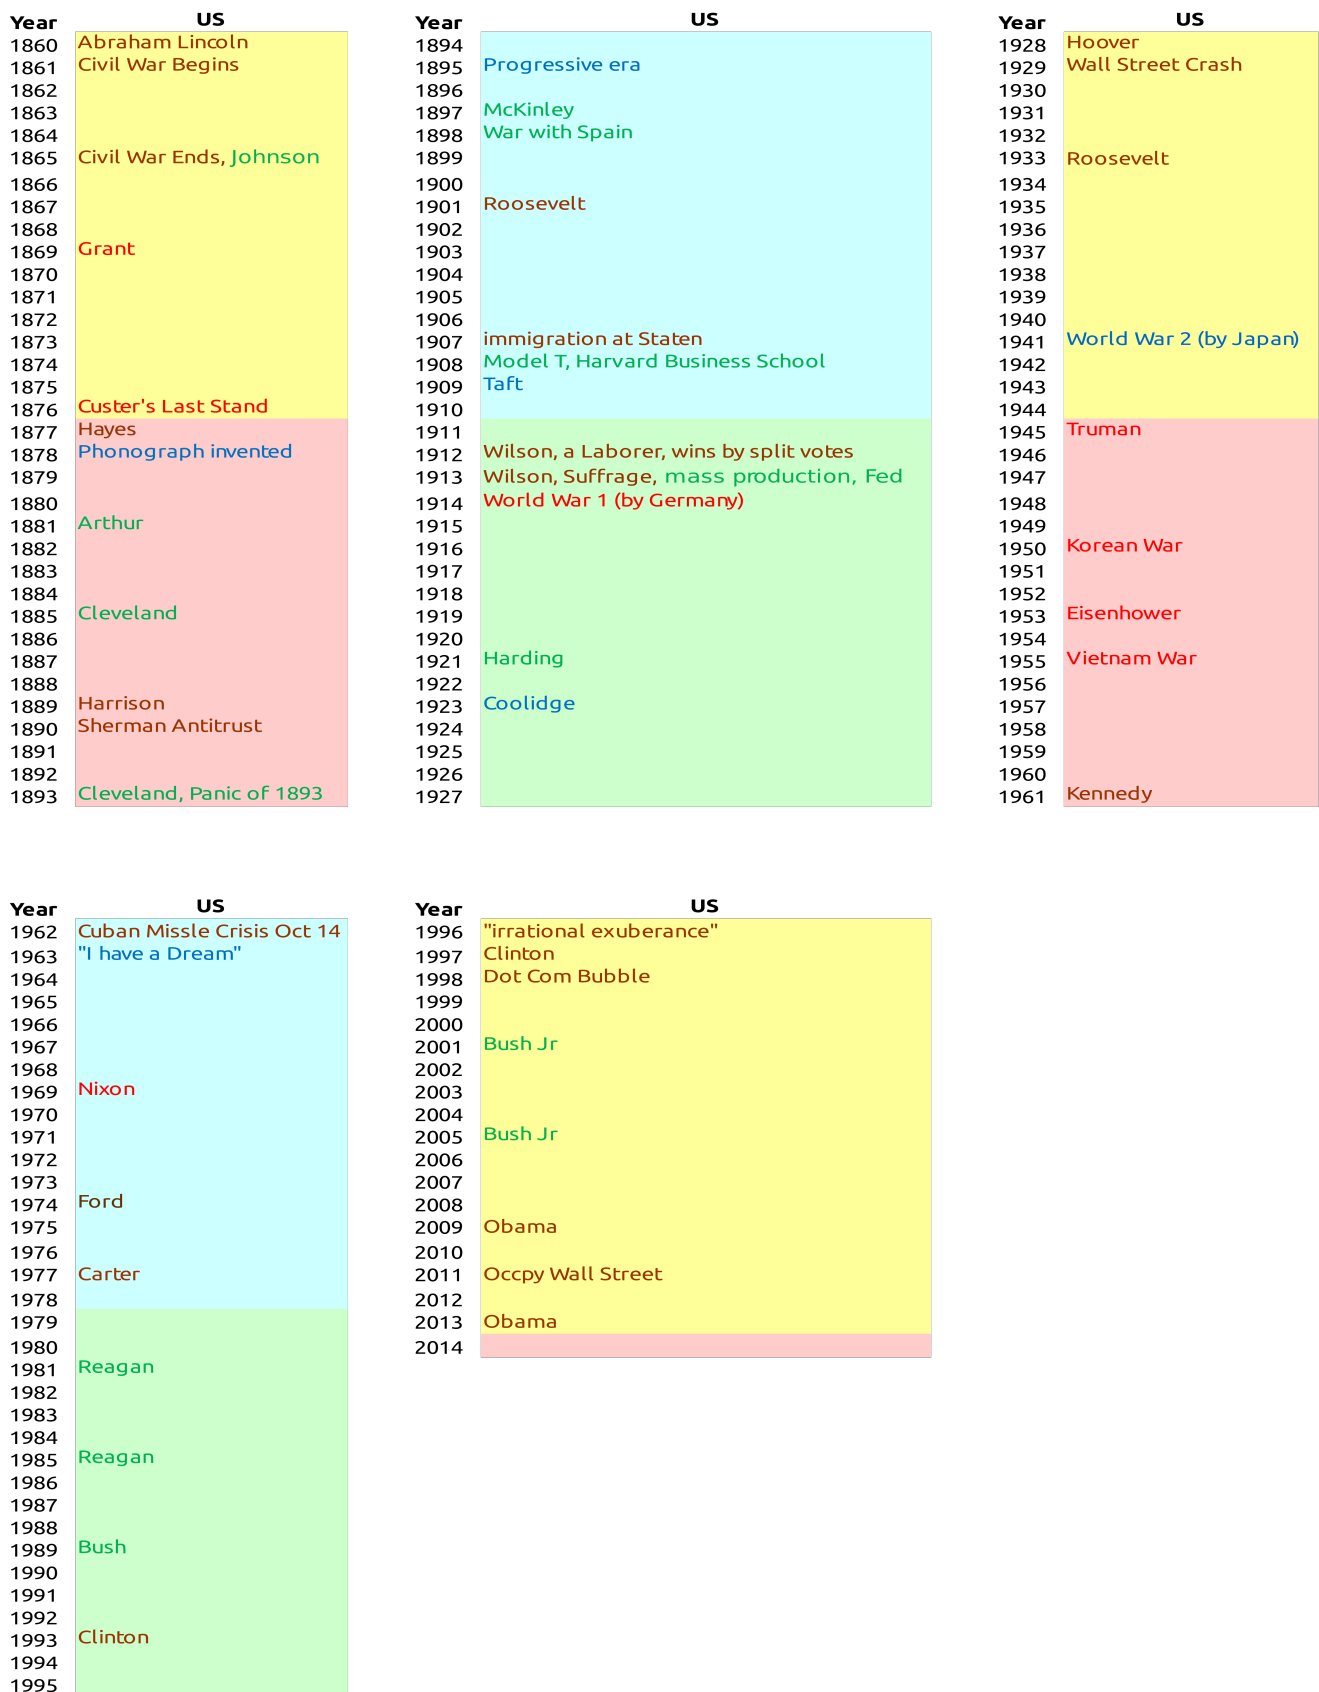 Year US
1860 Abraham Lincoln
1861 Civil War Begins
1862
1863
1864
1865 Civil War Ends, Johnson
1866
1867
1868
1869 Grant
1870
1871
1872
1873
1874
1875
1876 Custer's Last Stand
1877 Hayes
1878 Phonograph invented
1879
1880
1881 Arthur
1882
1883
1884
1885 Cleveland
1886
1887
1888
1889 Harrison
1890 Sherman Antitrust
1891
1892
1893 Cleveland, Panic of 1893
Year US
1894
1895 Progressive era
1896
1897 McKinley
1898 War with Spain
1899
1900
1901 Roosevelt
1902
1903
1904
1905
1906
1907 immigration at Staten
1908 Model T, Harvard Business School
1909 Taft
1910
1911
1912 Wilson, a Laborer, wins by split votes
1913 Wilson, Suffrage, mass production, Fed
1914 World War 1 (by Germany)
1915
1916
1917
1918
1919
1920
1921 Harding
1922
1923 Coolidge
1924
1925
1926
1927
Year US
1928 Hoover
1929 Wall Street Crash
1930
1931
1932
1933 Roosevelt
1934
1935
1936
1937
1938
1939
1940
1941 World War 2 (by Japan)
1942
1943
1944
1945 Truman
1946
1947
1948
1949
1950 Korean War
1951
1952
1953 Eisenhower
1954
1955 Vietnam War
1956
1957
1958
1959
1960
1961 Kennedy
Year US
1962 Cuban Missle Crisis Oct 14
1963 "I have a Dream"
1964
1965
1966
1967
1968
1969 Nixon
1970
1971
1972
1973
1974 Ford
1975
1976
1977 Carter
1978
1979
1980
1981 Reagan
1982
1983
1984
1985 Reagan
1986
1987
1988
1989 Bush
1990
1991
1992
1993 Clinton
1994
1995
Year US
1996 "irrational exuberance"
1997 Clinton
1998 Dot Com Bubble
1999
2000
2001 Bush Jr
2002
2003
2004
2005 Bush Jr
2006
2007
2008
2009 Obama
2010
2011 Occpy Wall Street
2012
2013 Obama
2014